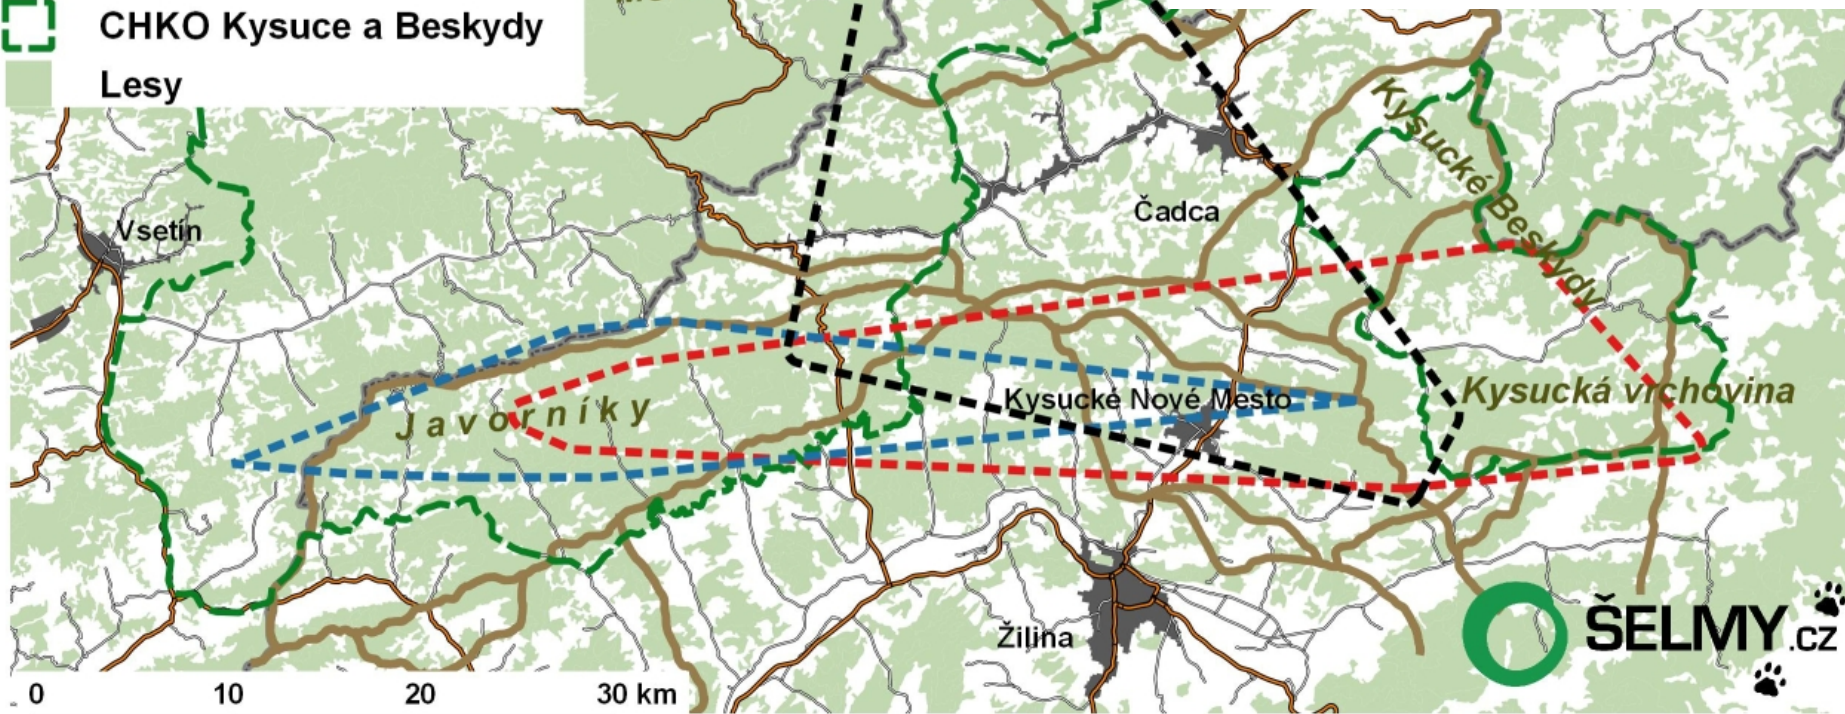 CHKO Kysuce a Beskydy
Lesy
Kysucké Beskydy
Čadca
Vsetín
Kysucká vrchovina
Kysucké Nové Mesto
Javorníky
Žilina
ŠELMY.CZ
0 10 20 30 km